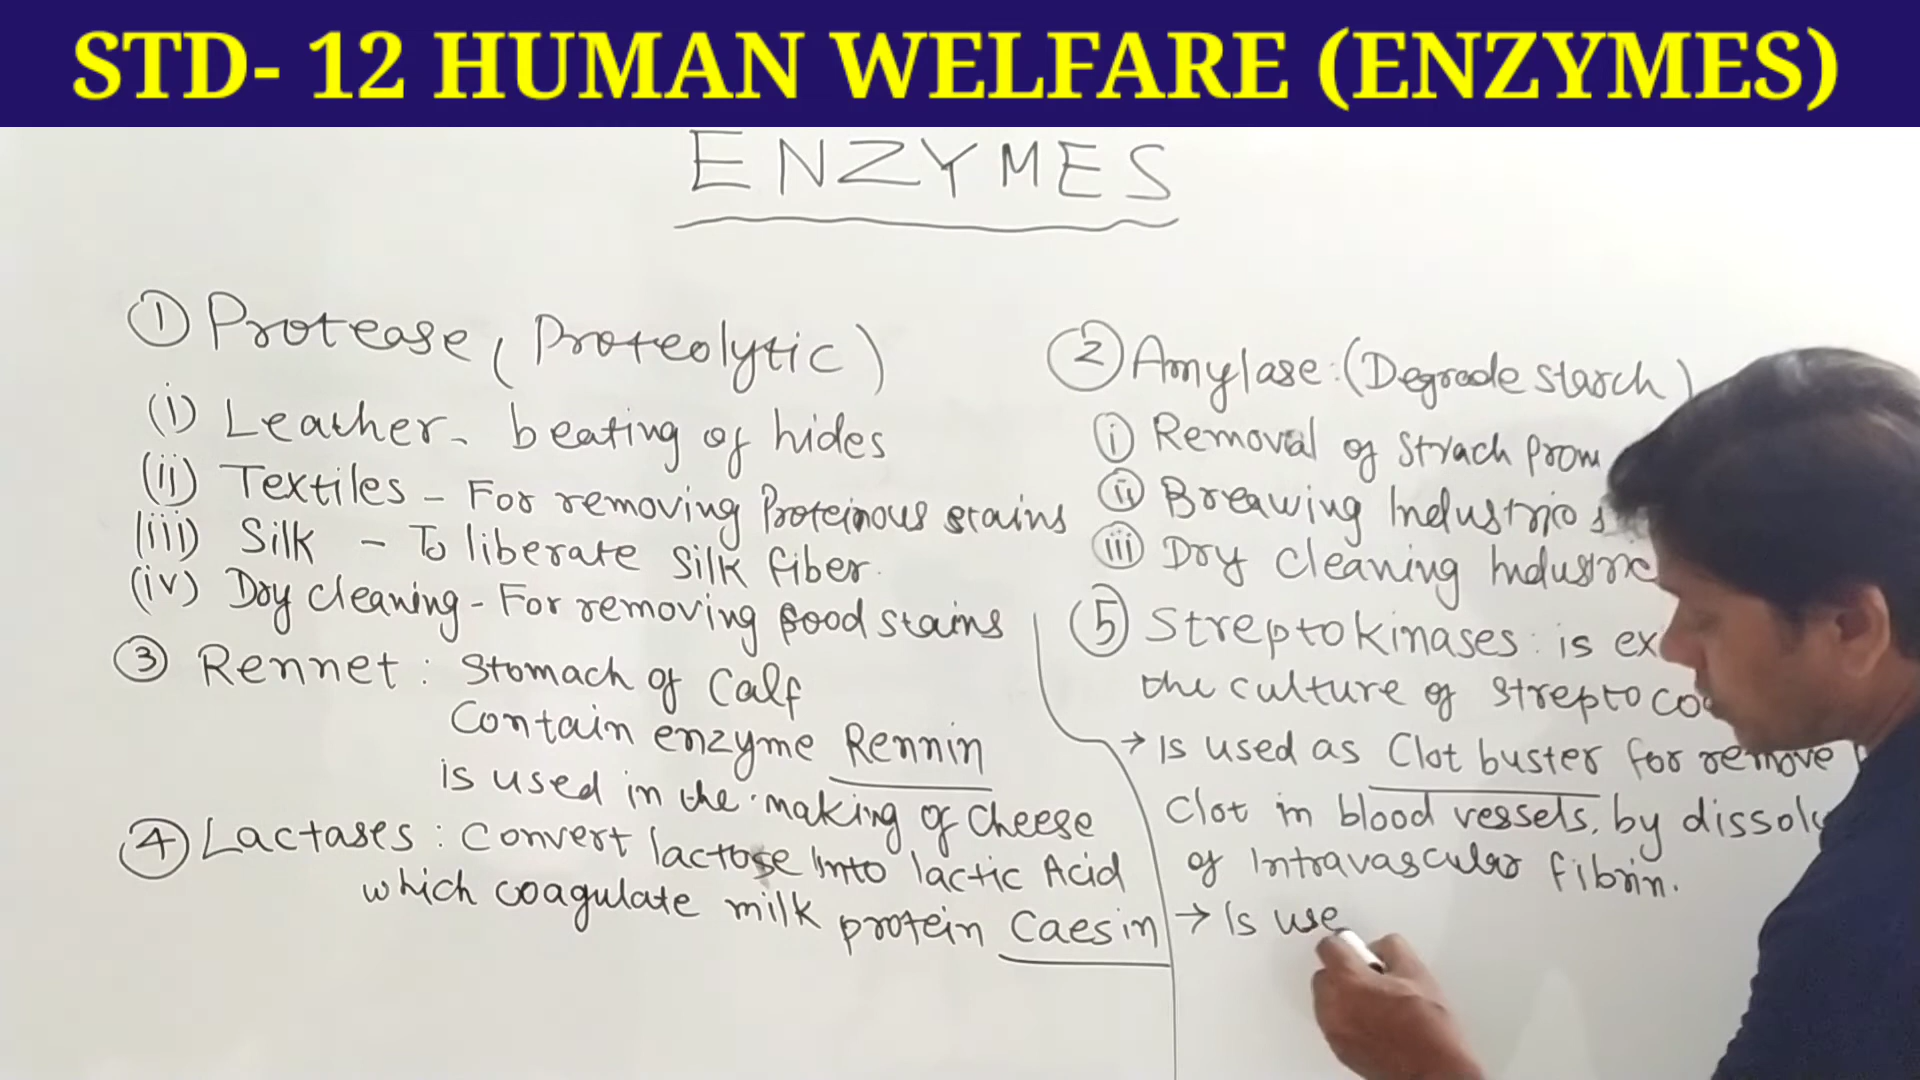 STD- 12 HUMAN WELFARE (ENZYMES)
ENZYMES
① Protease (Proteolytic)
(i) Leather - beating of hides
(ii) Textiles - For removing Proteinous stains
(iii) Silk - To liberate Silk fiber.
(iv) Dry cleaning - For removing food stains
③ Rennet : Stomach of Calf
Contain enzyme Rennin
is used in the making of Cheese
④ Lactases : Convert lactose into lactic Acid
which coagulate milk protein Caesin
② Amylase : (Degrade starch)
(i) Removal of Strach from
(ii) Breawing Industries
(iii) Dry Cleaning Industrie
⑤ Streptokinases : is ex
the culture of Streptoco
→ Is used as Clot buster for remove
Clot in blood vessels, by dissolu
of Intravascular fibrin.
→ Is use